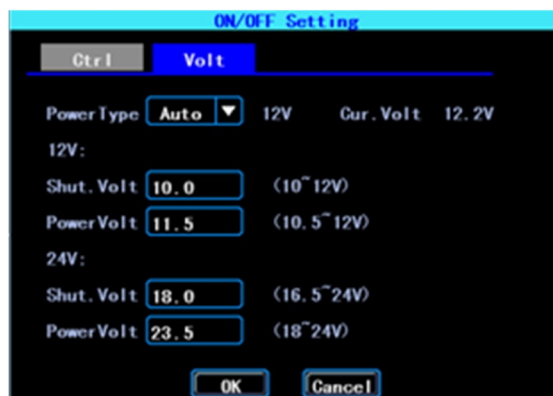 ON/OFF Setting
Ctrl Volt
PowerType Auto 12V Cur.Volt 12.2V
12V:
Shut.Volt 10.0 (10~12V)
PowerVolt 11.5 (10.5~12V)
24V:
Shut.Volt 18.0 (16.5~24V)
PowerVolt 23.5 (18~24V)
OK Cancel